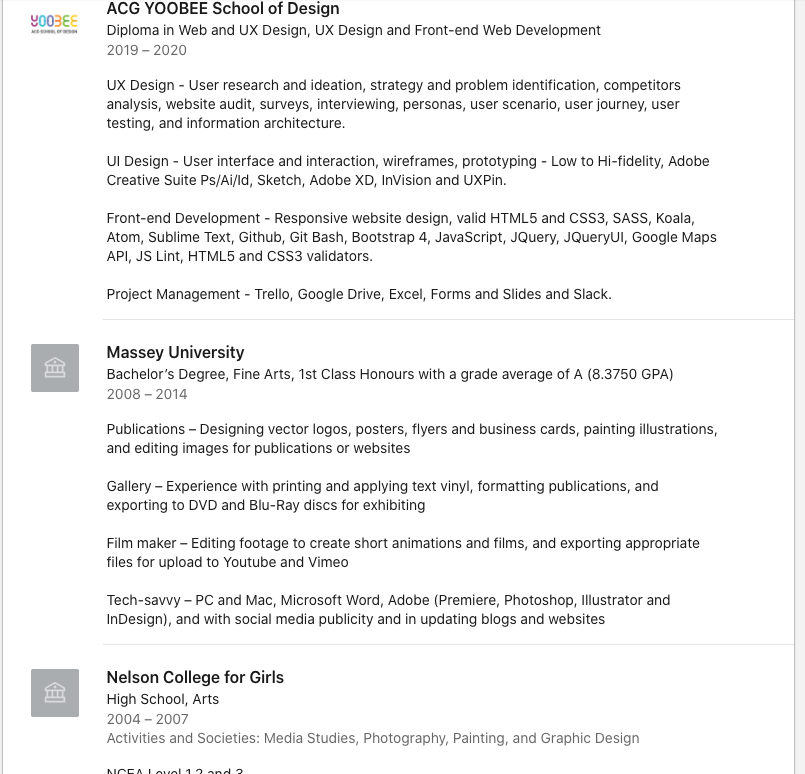 ACG YOOBEE School of Design
YOOBEE
ACG SCHOOL OF DESIGN
Diploma in Web and UX Design, UX Design and Front-end Web Development
2019 – 2020
UX Design - User research and ideation, strategy and problem identification, competitors
analysis, website audit, surveys, interviewing, personas, user scenario, user journey, user
testing, and information architecture.
UI Design - User interface and interaction, wireframes, prototyping - Low to Hi-fidelity, Adobe
Creative Suite Ps/Ai/Id, Sketch, Adobe XD, InVision and UXPin.
Front-end Development - Responsive website design, valid HTML5 and CSS3, SASS, Koala,
Atom, Sublime Text, Github, Git Bash, Bootstrap 4, JavaScript, JQuery, JQueryUI, Google Maps
API, JS Lint, HTML5 and CSS3 validators.
Project Management - Trello, Google Drive, Excel, Forms and Slides and Slack.
Massey University
Bachelor’s Degree, Fine Arts, 1st Class Honours with a grade average of A (8.3750 GPA)
2008 – 2014
Publications – Designing vector logos, posters, flyers and business cards, painting illustrations,
and editing images for publications or websites
Gallery – Experience with printing and applying text vinyl, formatting publications, and
exporting to DVD and Blu-Ray discs for exhibiting
Film maker – Editing footage to create short animations and films, and exporting appropriate
files for upload to Youtube and Vimeo
Tech-savvy – PC and Mac, Microsoft Word, Adobe (Premiere, Photoshop, Illustrator and
InDesign), and with social media publicity and in updating blogs and websites
Nelson College for Girls
High School, Arts
2004 – 2007
Activities and Societies: Media Studies, Photography, Painting, and Graphic Design
NCEA Level 1,2 and 3